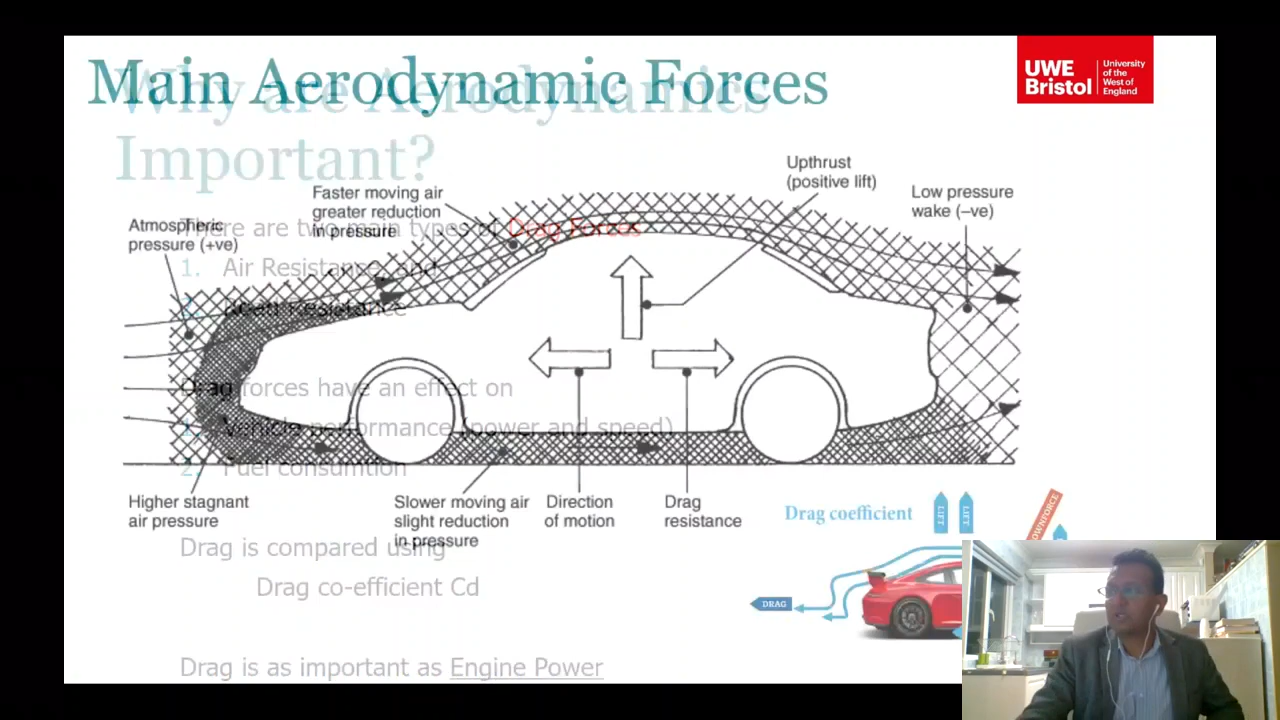 Main Aerodynamic Forces
Why are Aerodynamics
Important?
UWE
Bristol
University
of the
West of
England
Upthrust
(positive lift)
Low pressure
wake (–ve)
Faster moving air
greater reduction
in pressure
Atmospheric
pressure (+ve)
There are two main types of Drag Forces
1. Air Resistance, and
Resistance
Drag forces have an effect on
1. Vehicle performance (power and speed)
2. Fuel consumtion
Higher stagnant
air pressure
Slower moving air
slight reduction
in pressure
Direction
of motion
Drag
resistance
Drag coefficient
LIFT
LIFT
DRAG
Drag is compared using
Drag co-efficient Cd
Drag is as important as Engine Power